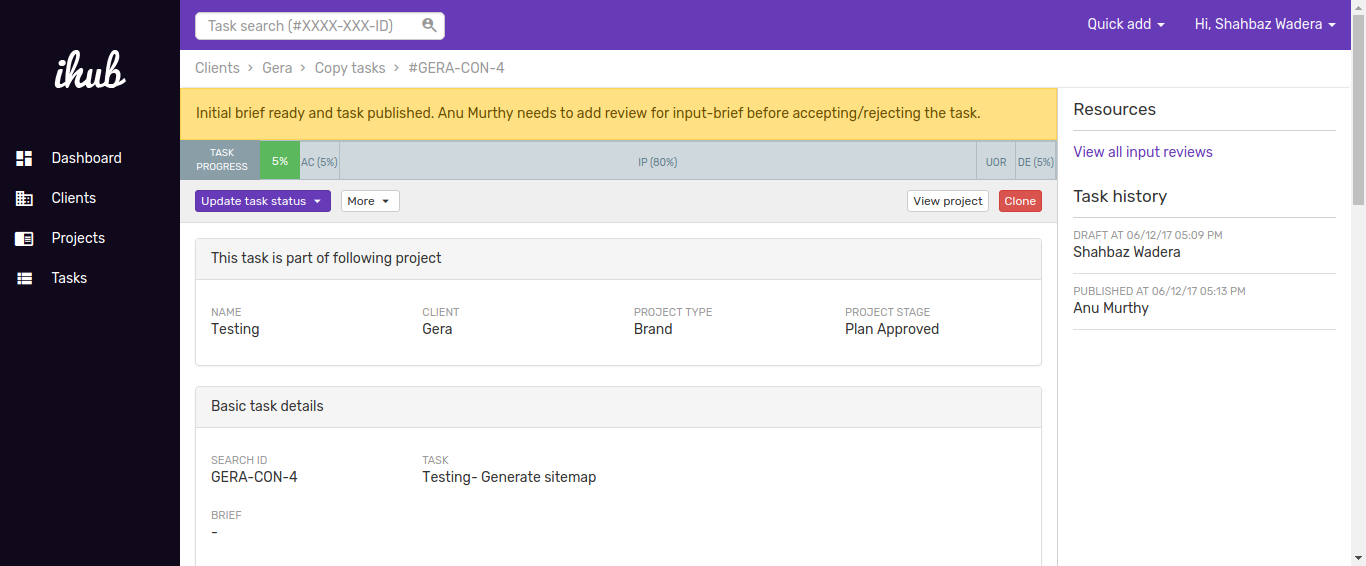 ihub
Dashboard
Clients
Projects
Tasks
Task search (#XXXX-XXX-ID)
Quick add
Hi, Shahbaz Wadera
Clients > Gera > Copy tasks > #GERA-CON-4
Initial brief ready and task published. Anu Murthy needs to add review for input-brief before accepting/rejecting the task.
TASK
PROGRESS
5%
AC (5%)
IP (80%)
UOR
DE (5%)
Update task status
More
View project
Clone
This task is part of following project
NAME
Testing
CLIENT
Gera
PROJECT TYPE
Brand
PROJECT STAGE
Plan Approved
Basic task details
SEARCH ID
GERA-CON-4
TASK
Testing- Generate sitemap
BRIEF
-
Resources
View all input reviews
Task history
DRAFT AT 06/12/17 05:09 PM
Shahbaz Wadera
PUBLISHED AT 06/12/17 05:13 PM
Anu Murthy